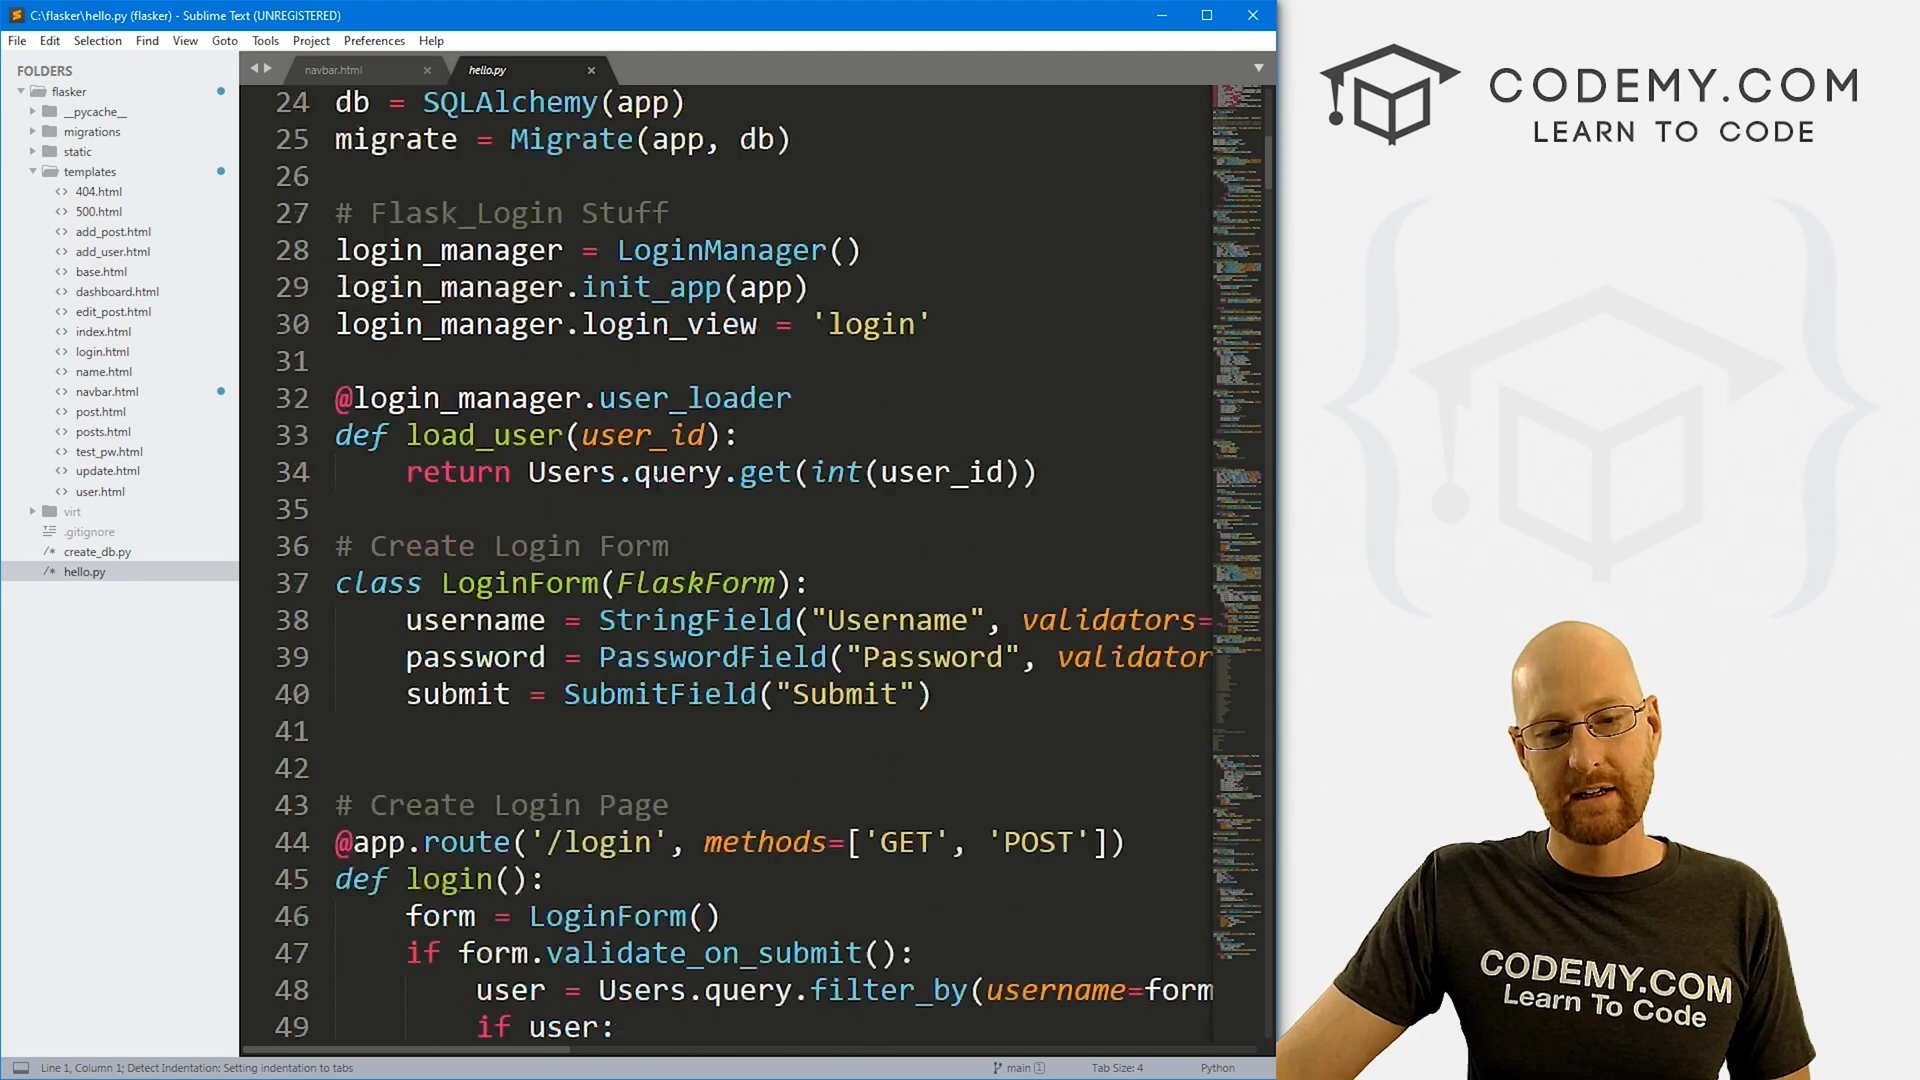 C:\flasker\hello.py (flasker) - Sublime Text (UNREGISTERED)
File Edit Selection Find View Goto Tools Project Preferences Help
FOLDERS
flasker
__pycache__
migrations
static
templates
404.html
500.html
add_post.html
add_user.html
base.html
dashboard.html
edit_post.html
index.html
login.html
name.html
navbar.html
post.html
posts.html
test_pw.html
update.html
user.html
virt
.gitignore
create_db.py
hello.py
navbar.html
hello.py
24 db = SQLAlchemy(app)
25 migrate = Migrate(app, db)
26
27 # Flask_Login Stuff
28 login_manager = LoginManager()
29 login_manager.init_app(app)
30 login_manager.login_view = 'login'
31
32 @login_manager.user_loader
33 def load_user(user_id):
34 return Users.query.get(int(user_id))
35
36 # Create Login Form
37 class LoginForm(FlaskForm):
38 username = StringField("Username", validators=
39 password = PasswordField("Password", validator
40 submit = SubmitField("Submit")
41
42
43 # Create Login Page
44 @app.route('/login', methods=['GET', 'POST'])
45 def login():
46 form = LoginForm()
47 if form.validate_on_submit():
48 user = Users.query.filter_by(username=form
49 if user:
Line 1, Column 1; Detect Indentation: Setting indentation to tabs
main 1
Tab Size: 4
Python
CODEMY.COM
LEARN TO CODE
CODEMY.COM
Learn To Code